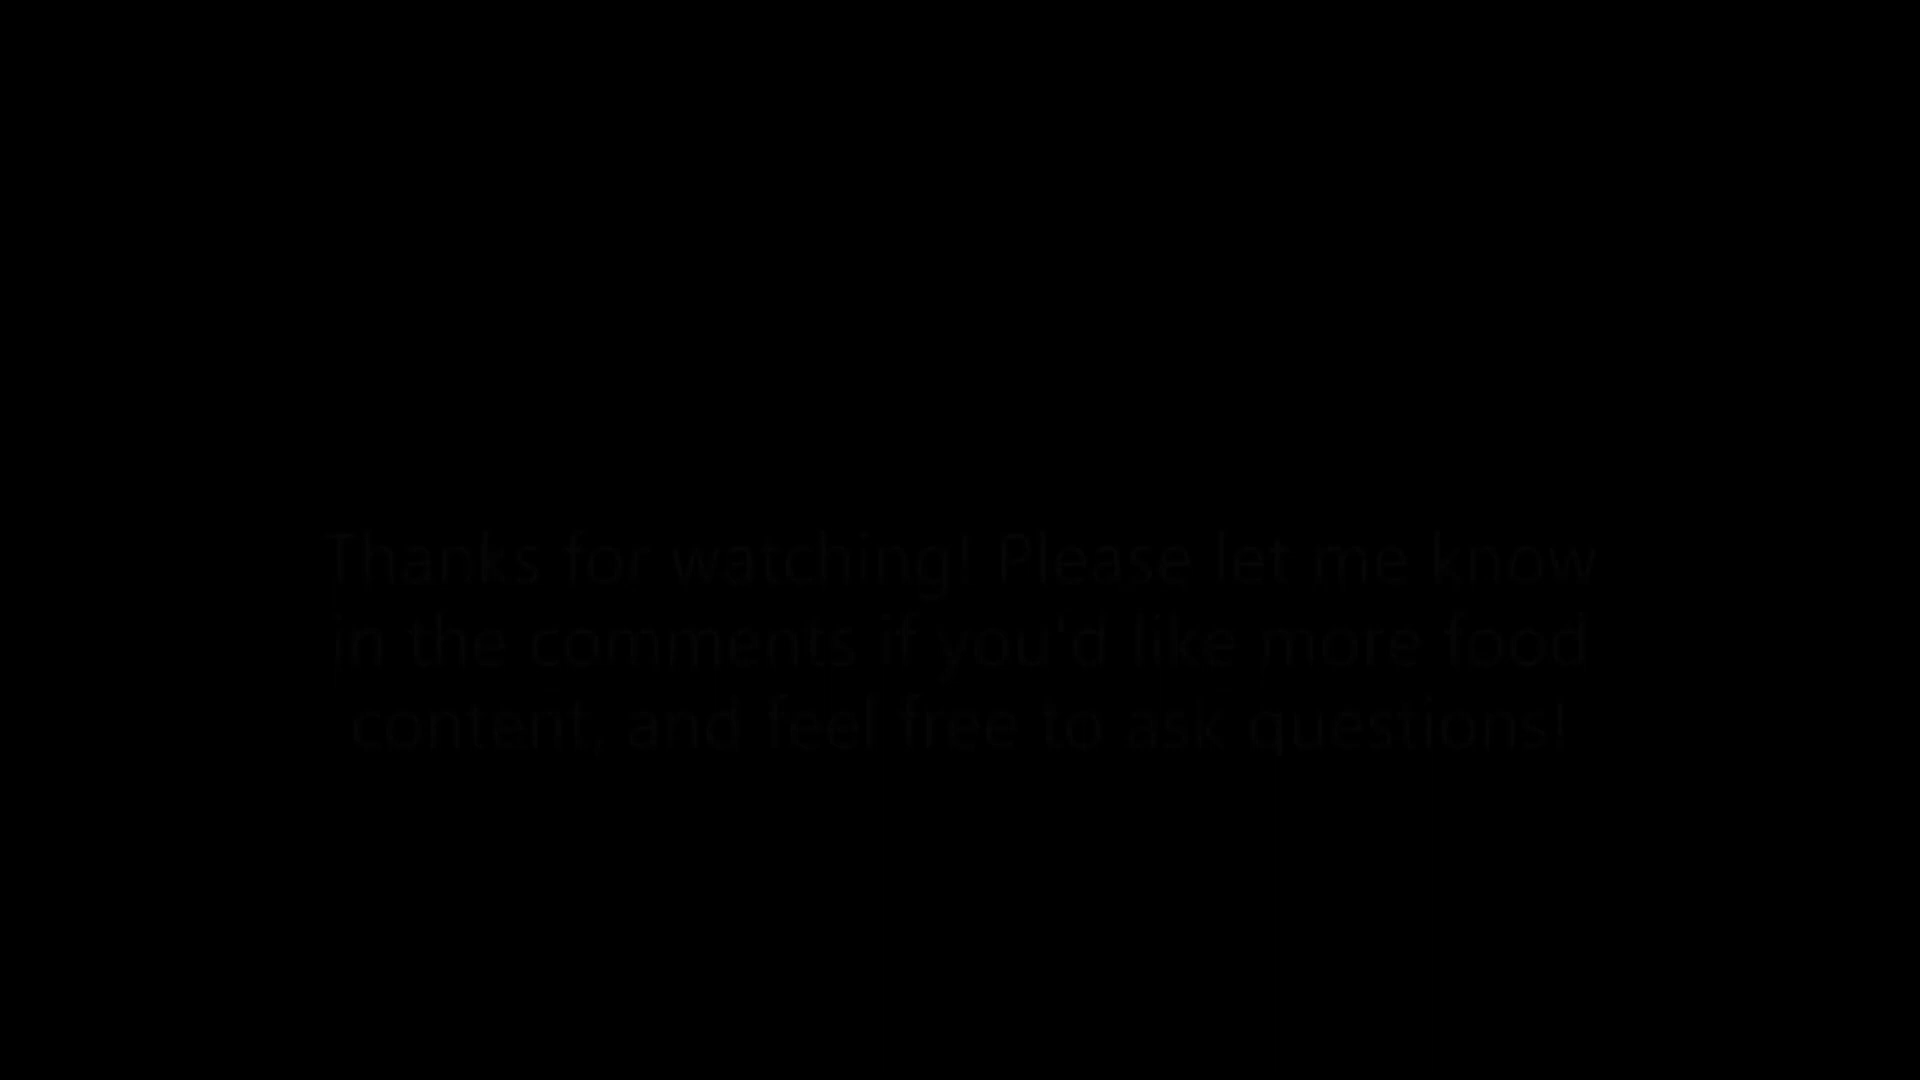 Thanks for watching! Please let me know
in the comments if you'd like more food
content, and feel free to ask questions!